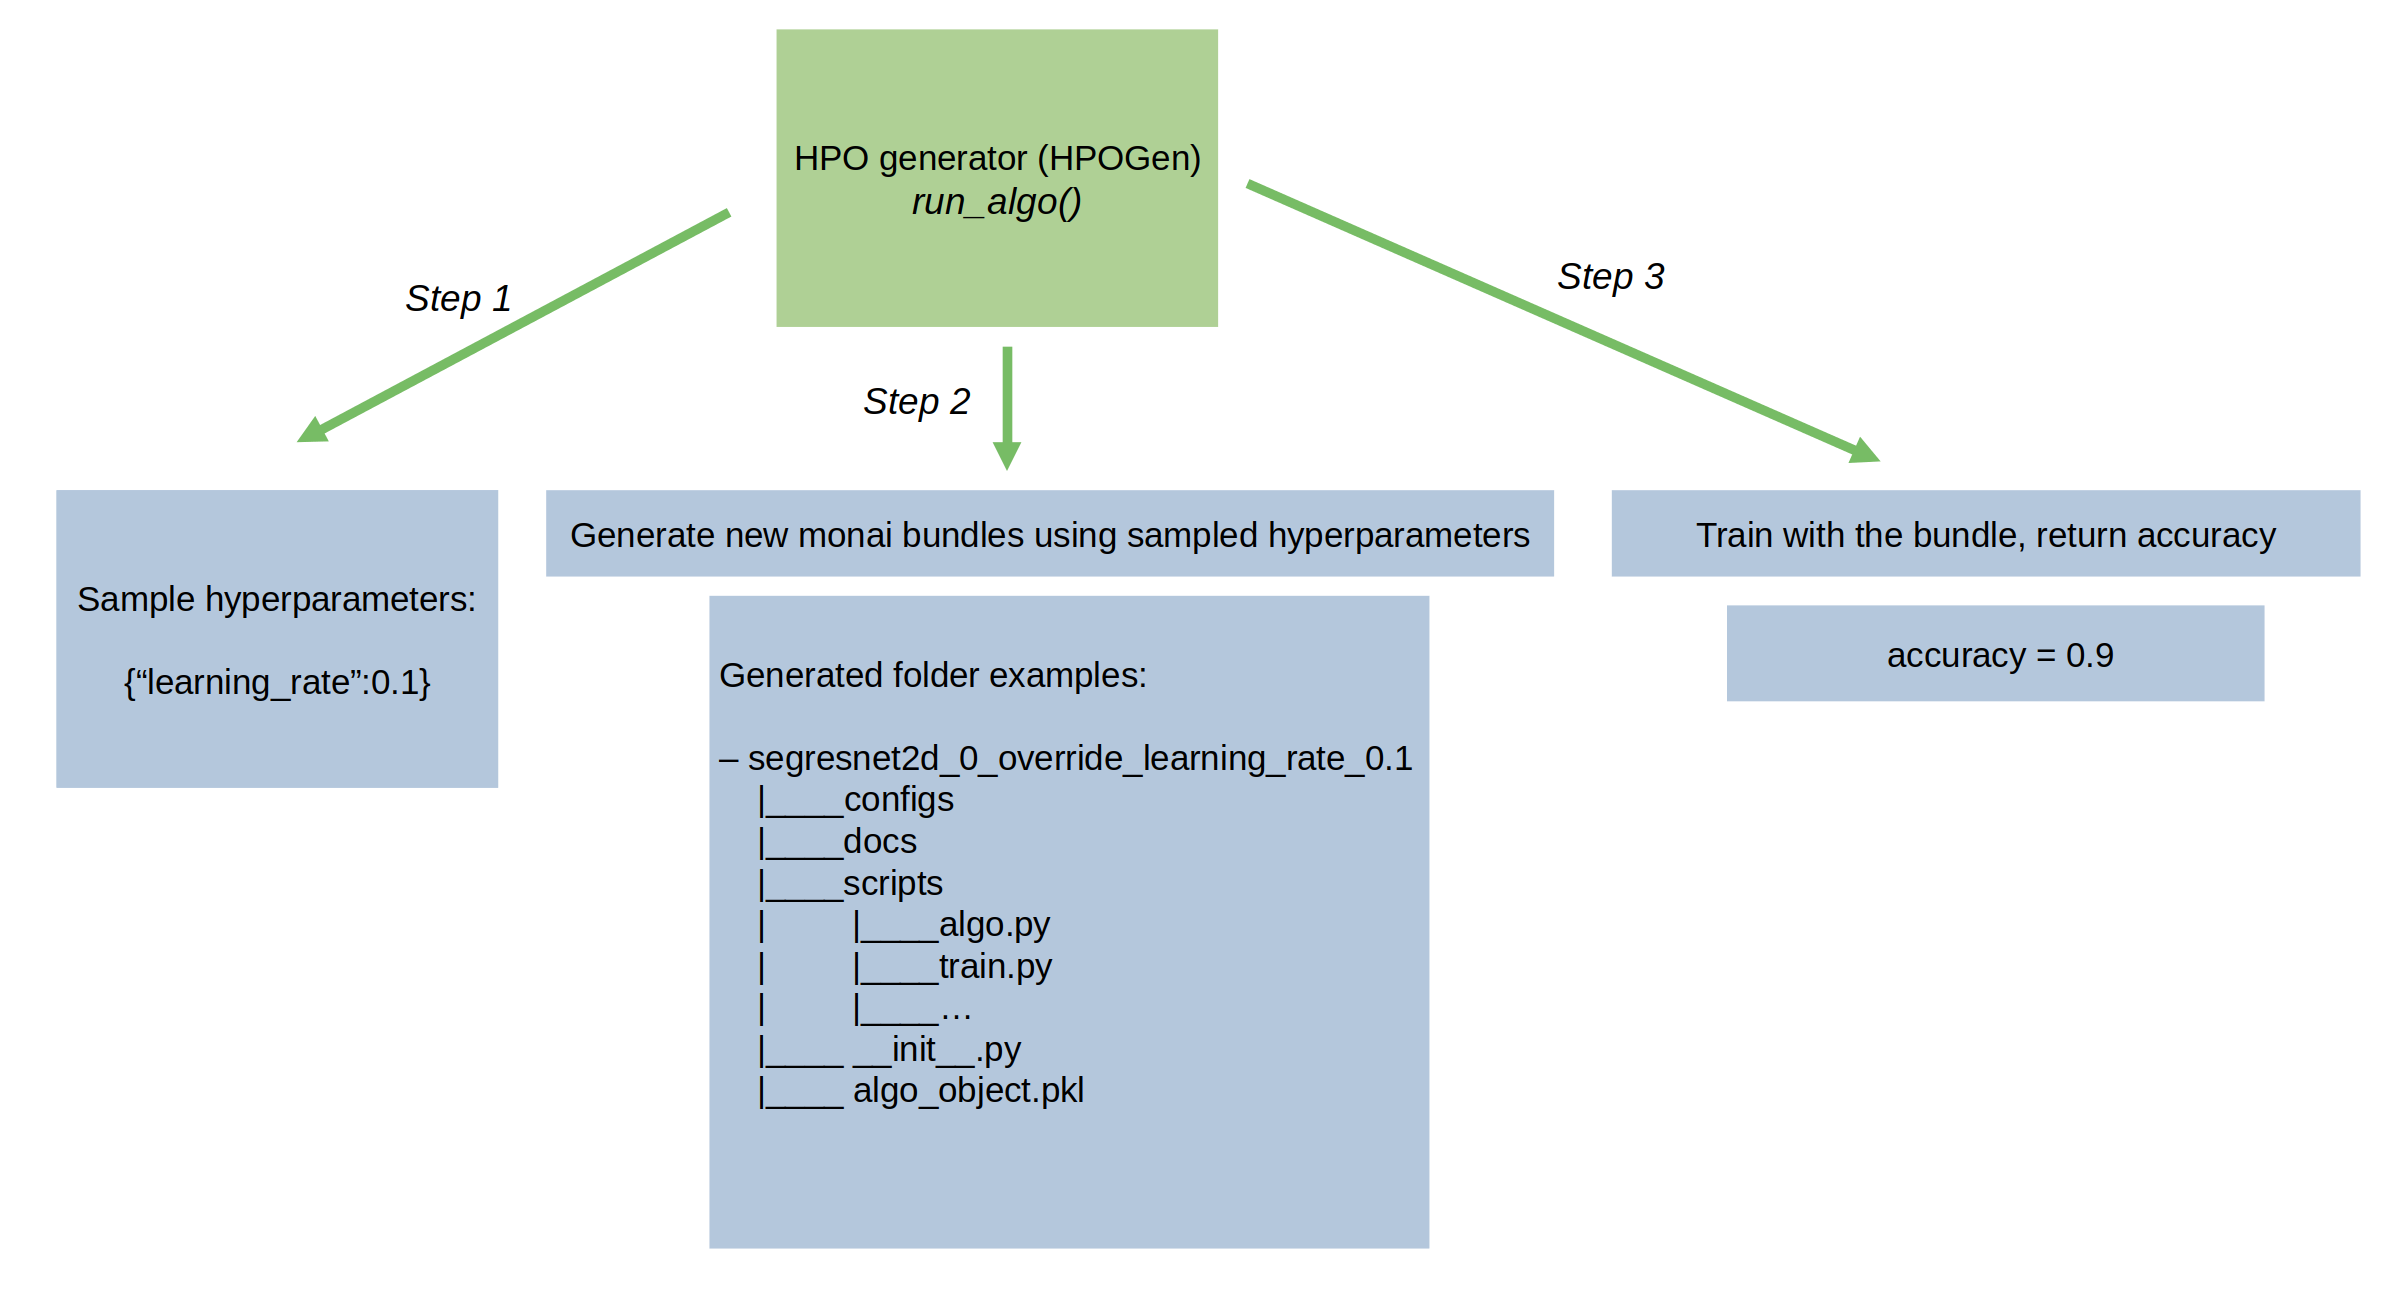 HPO generator (HPOGen)
run_algo()
Step 1
Step 2
Step 3
Sample hyperparameters:
{“learning_rate”:0.1}
Generate new monai bundles using sampled hyperparameters
Generated folder examples:
– segresnet2d_0_override_learning_rate_0.1
|____configs
|____docs
|____scripts
| |____algo.py
| |____train.py
| |____…
|____ __init__.py
|____ algo_object.pkl
Train with the bundle, return accuracy
accuracy = 0.9